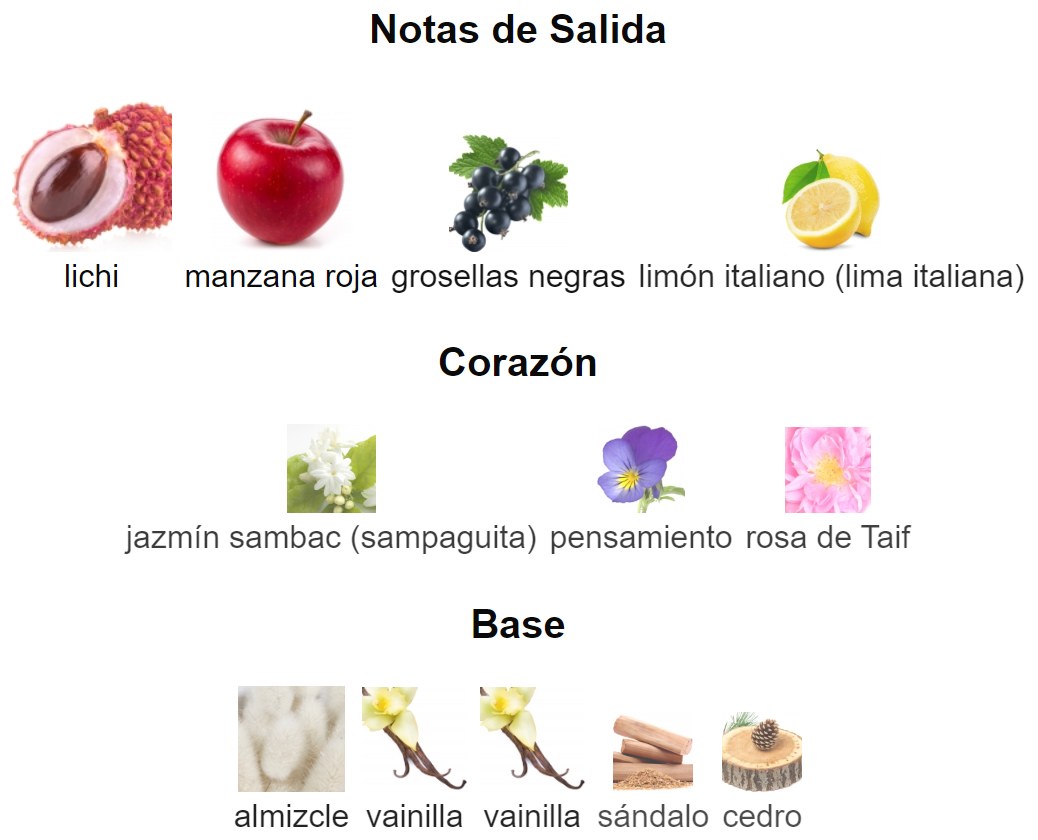 Notas de Salida
lichi manzana roja grosellas negras limón italiano (lima italiana)
Corazón
jazmín sambac (sampaguita) pensamiento rosa de Taif
Base
almizcle vainilla vainilla sándalo cedro